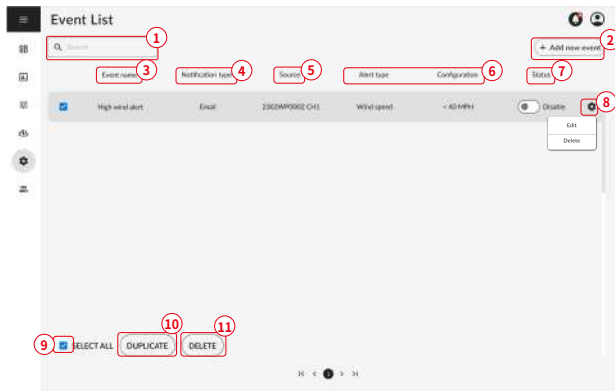 Event List
Search
1
+ Add new event
2
Event name 3 Notification type 4 Source 5 Alert type Configuration 6 Status 7
High wind alert Email 2302WP0002 CH1 Wind speed < 40 MPH Disable 8
Edit
Delete
9 SELECT ALL DUPLICATE 10 DELETE 11
1